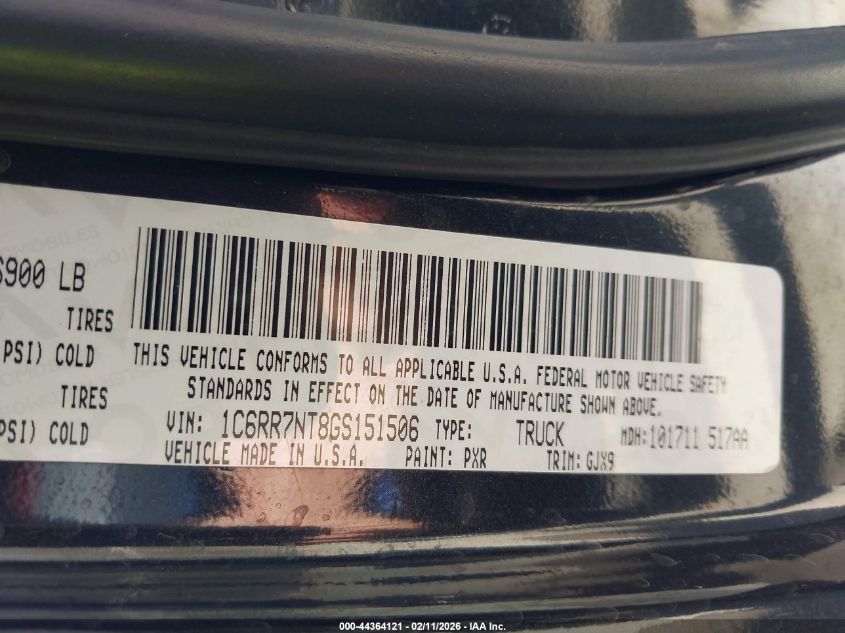 6900 LB
TIRES
PSI) COLD
TIRES
PSI) COLD
THIS VEHICLE CONFORMS TO ALL APPLICABLE U.S.A. FEDERAL MOTOR VEHICLE SAFETY
STANDARDS IN EFFECT ON THE DATE OF MANUFACTURE SHOWN ABOVE.
VIN: 1C6RR7NT8GS151506 TYPE: TRUCK MDH:101711 517AA
VEHICLE MADE IN U.S.A. PAINT: PXR TRIM: GJX9
000-44364121 - 02/11/2026 - IAA Inc.